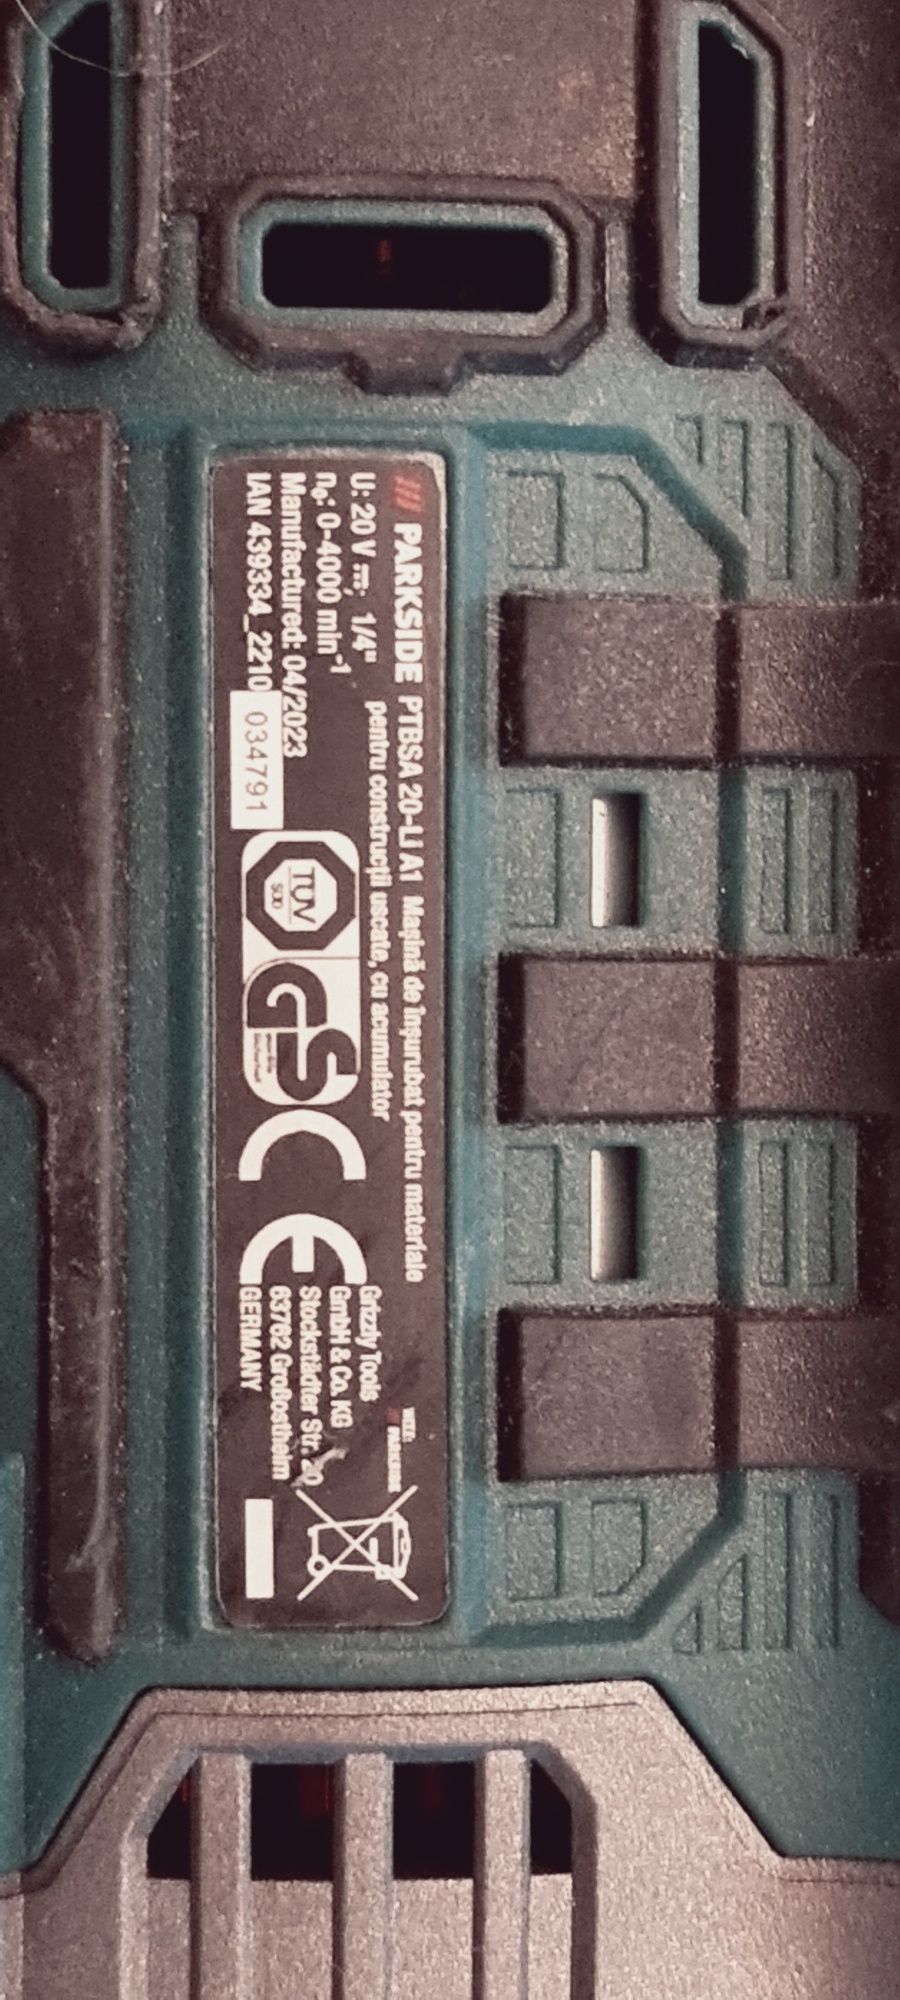 /// PARKSIDE PTBSA 20-LI A1 Mașină de înșurubat pentru materiale
pentru construcții uscate, cu acumulator
U: 20 V ⎓; 1/4"
n₀: 0-4000 min⁻¹
Manufactured: 04/2023
IAN 439334_2210
034791
TÜV
SÜD
GS
CE
Grizzly Tools
GmbH & Co. KG
Stockstädter Str. 20
63762 Großostheim
GERMANY
WEEE:
PARKSIDE